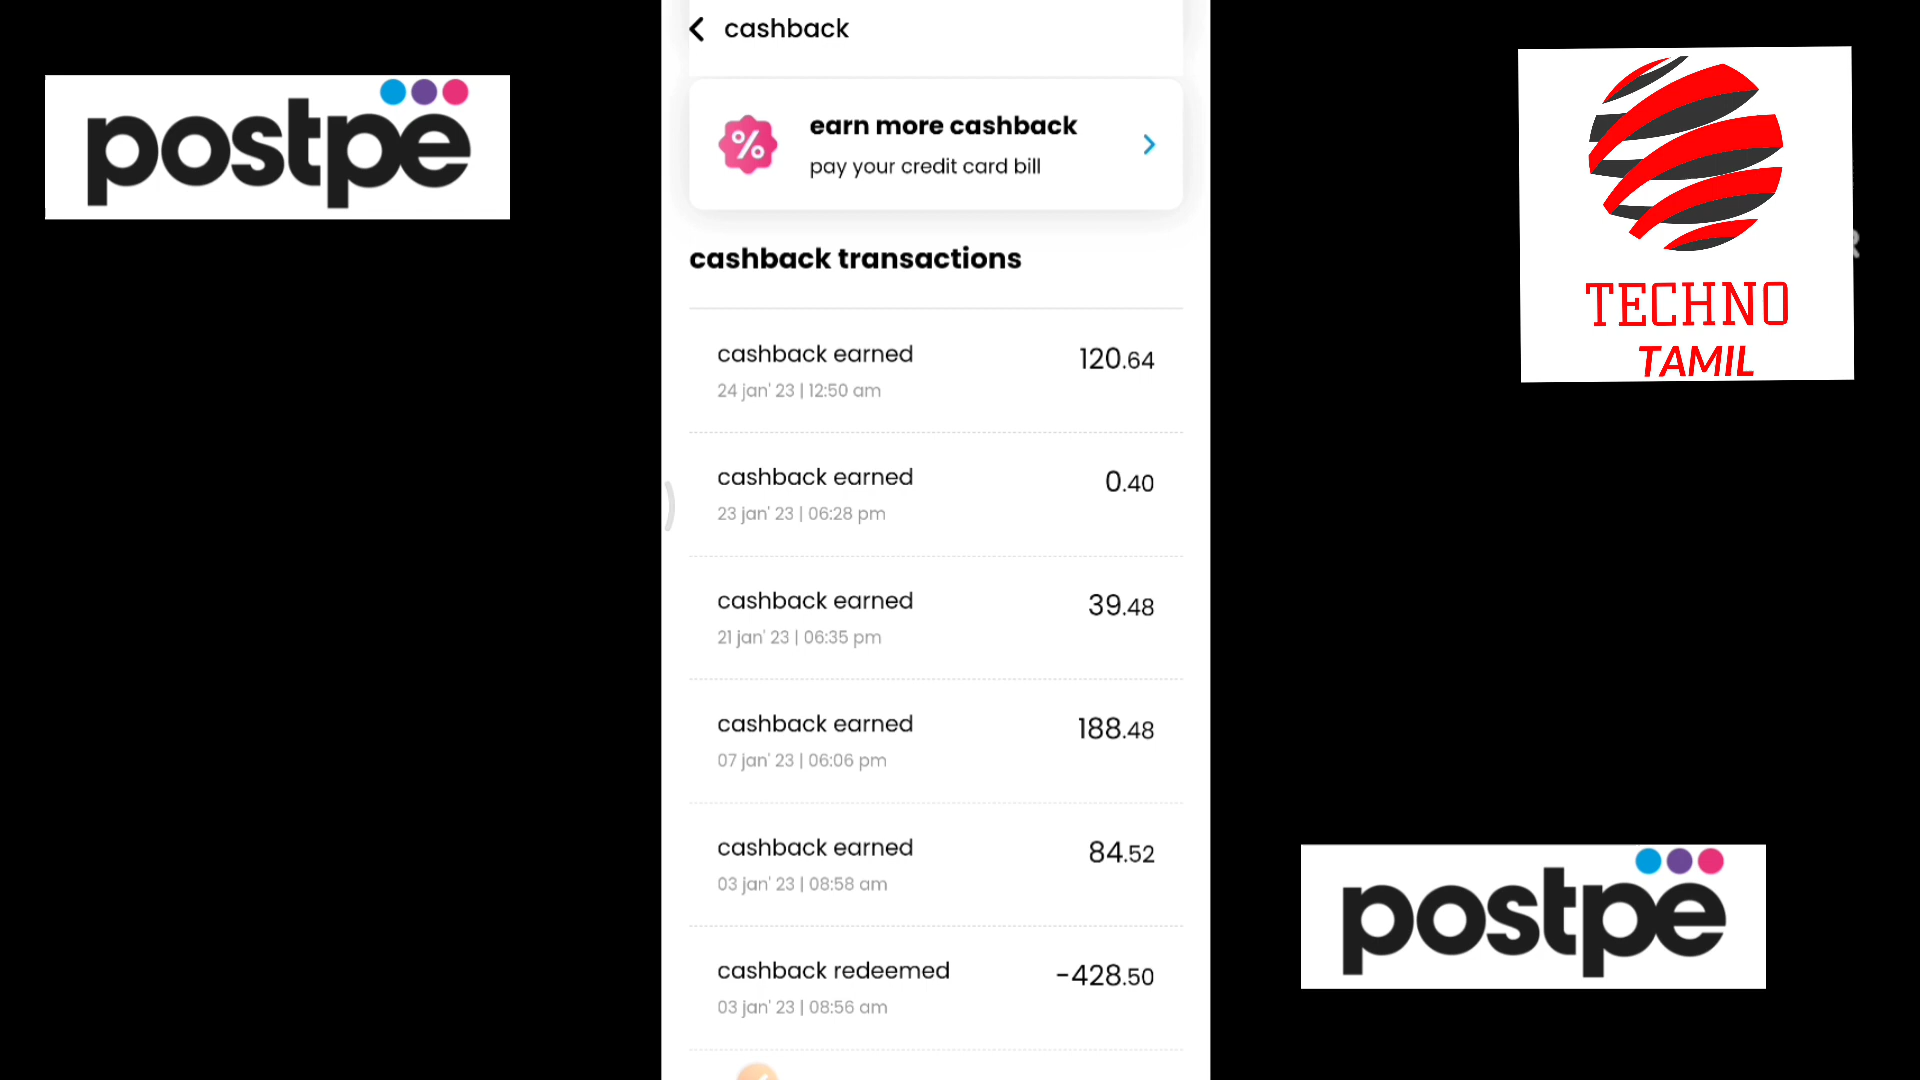 postpe
cashback
earn more cashback
pay your credit card bill
cashback transactions
cashback earned
120.64
24 jan' 23 | 12:50 am
cashback earned
0.40
23 jan' 23 | 06:28 pm
cashback earned
39.48
21 jan' 23 | 06:35 pm
cashback earned
188.48
07 jan' 23 | 06:06 pm
cashback earned
84.52
03 jan' 23 | 08:58 am
cashback redeemed
-428.50
03 jan' 23 | 08:56 am
TECHNO
TAMIL
postpe